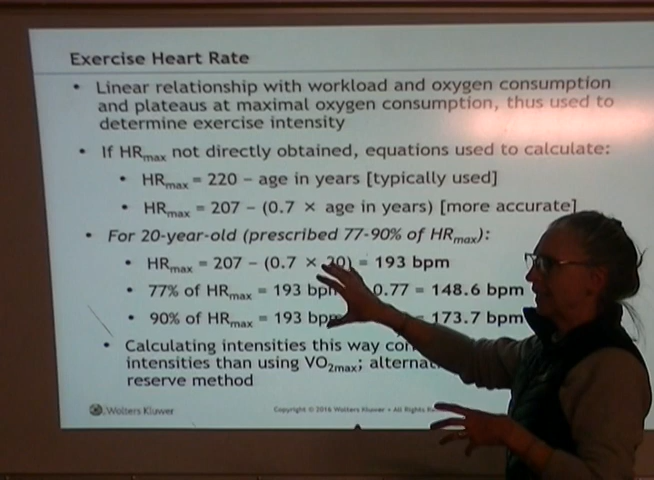 Exercise Heart Rate
• Linear relationship with workload and oxygen consumption
and plateaus at maximal oxygen consumption, thus used to
determine exercise intensity
• If HRmax not directly obtained, equations used to calculate:
• HRmax = 220 – age in years [typically used]
• HRmax = 207 – (0.7 × age in years) [more accurate]
• For 20-year-old (prescribed 77-90% of HRmax):
• HRmax = 207 – (0.7 × 20) = 193 bpm
• 77% of HRmax = 193 0.77 = 148.6 bpm
• 90% of HRmax = 193 = 173.7 bpm
• Calculating intensities this way
intensities than using VO2max;
reserve method
Wolters Kluwer
Copyright © 2016 Wolters Kluwer • All Rights